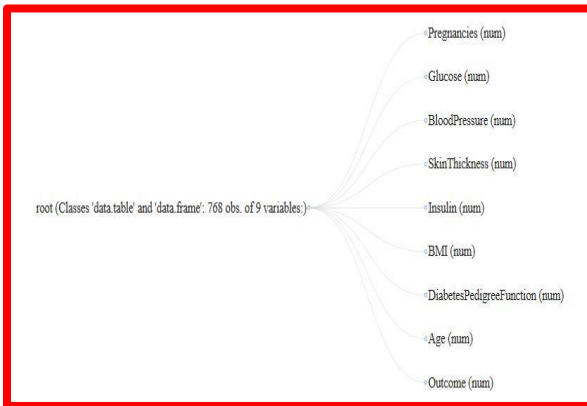 Pregnancies (num)
Glucose (num)
BloodPressure (num)
SkinThickness (num)
root (Classes 'data.table' and 'data.frame': 768 obs. of 9 variables:)
Insulin (num)
BMI (num)
DiabetesPedigreeFunction (num)
Age (num)
Outcome (num)